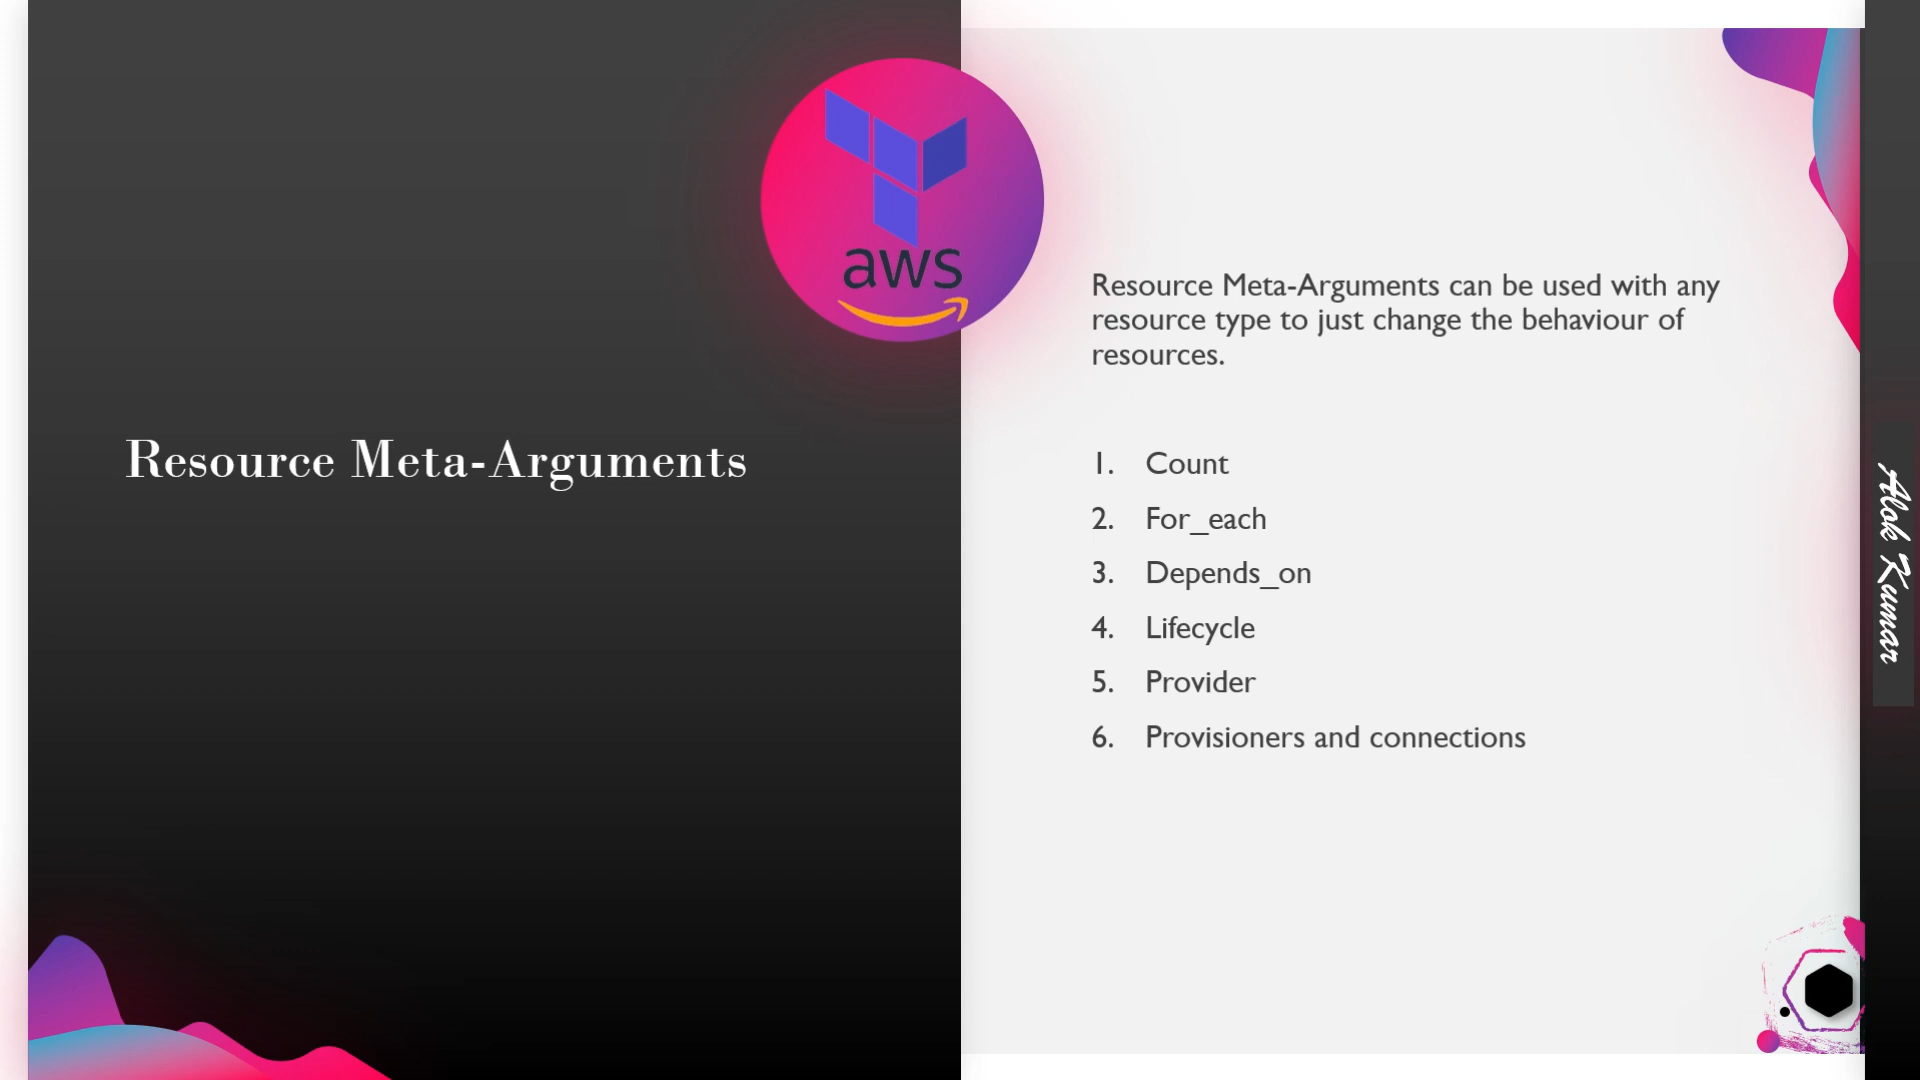 aws
Resource Meta-Arguments
Resource Meta-Arguments can be used with any
resource type to just change the behaviour of
resources.
1. Count
2. For_each
3. Depends_on
4. Lifecycle
5. Provider
6. Provisioners and connections
Alok Kumar